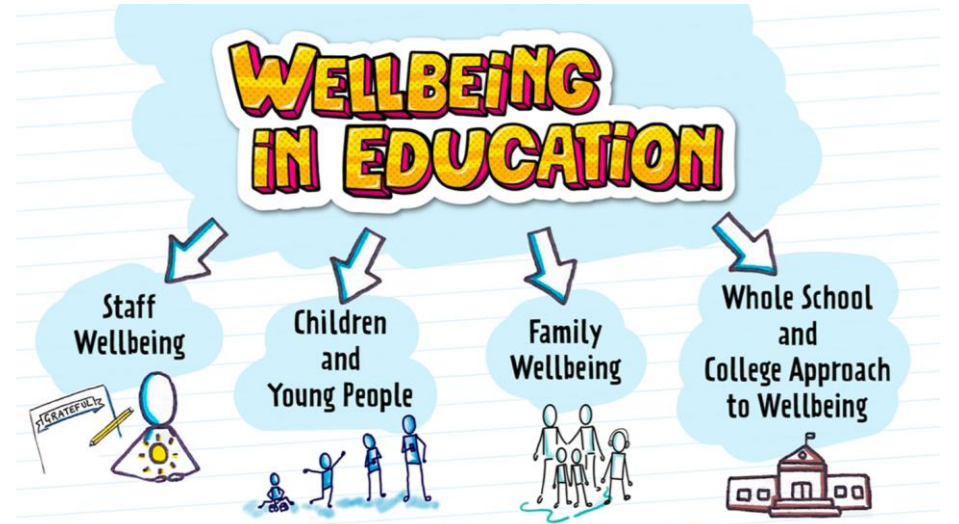 WELLBEING
IN EDUCATION
Staff
Wellbeing
Children
and
Young People
Family
Wellbeing
Whole School
and
College Approach
to Wellbeing
GRATEFUL